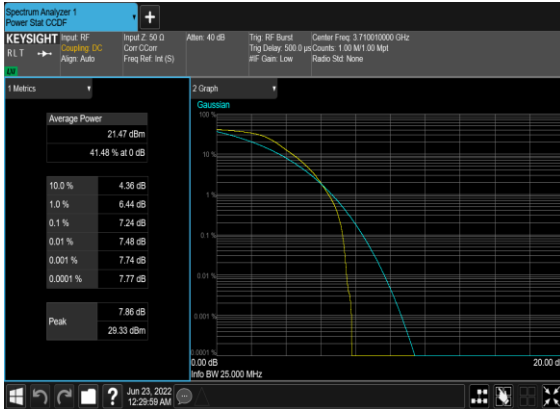 Spectrum Analyzer 1
Power Stat CCDF
+
KEYSIGHT Input: RF Input Z: 50 Ω Atten: 40 dB Trig: RF Burst Center Freq: 3.710010000 GHz
RLT Coupling: DC Corr CCorr Trig Delay: 500.0 µs Counts: 1.00 M/1.00 Mpt
Align: Auto Freq Ref: Int (S) #IF Gain: Low Radio Std: None
1 Metrics
Average Power
21.47 dBm
41.48 % at 0 dB
10.0 % 4.36 dB
1.0 % 6.44 dB
0.1 % 7.24 dB
0.01 % 7.48 dB
0.001 % 7.74 dB
0.0001 % 7.77 dB
Peak 7.86 dB
29.33 dBm
2 Graph
Gaussian
100 %
10 %
1 %
0.1 %
0.01 %
0.001 %
0.0001 %
0.00 dB 20.00 d
Info BW 25.000 MHz
?
Jun 23, 2022
12:29:59 AM